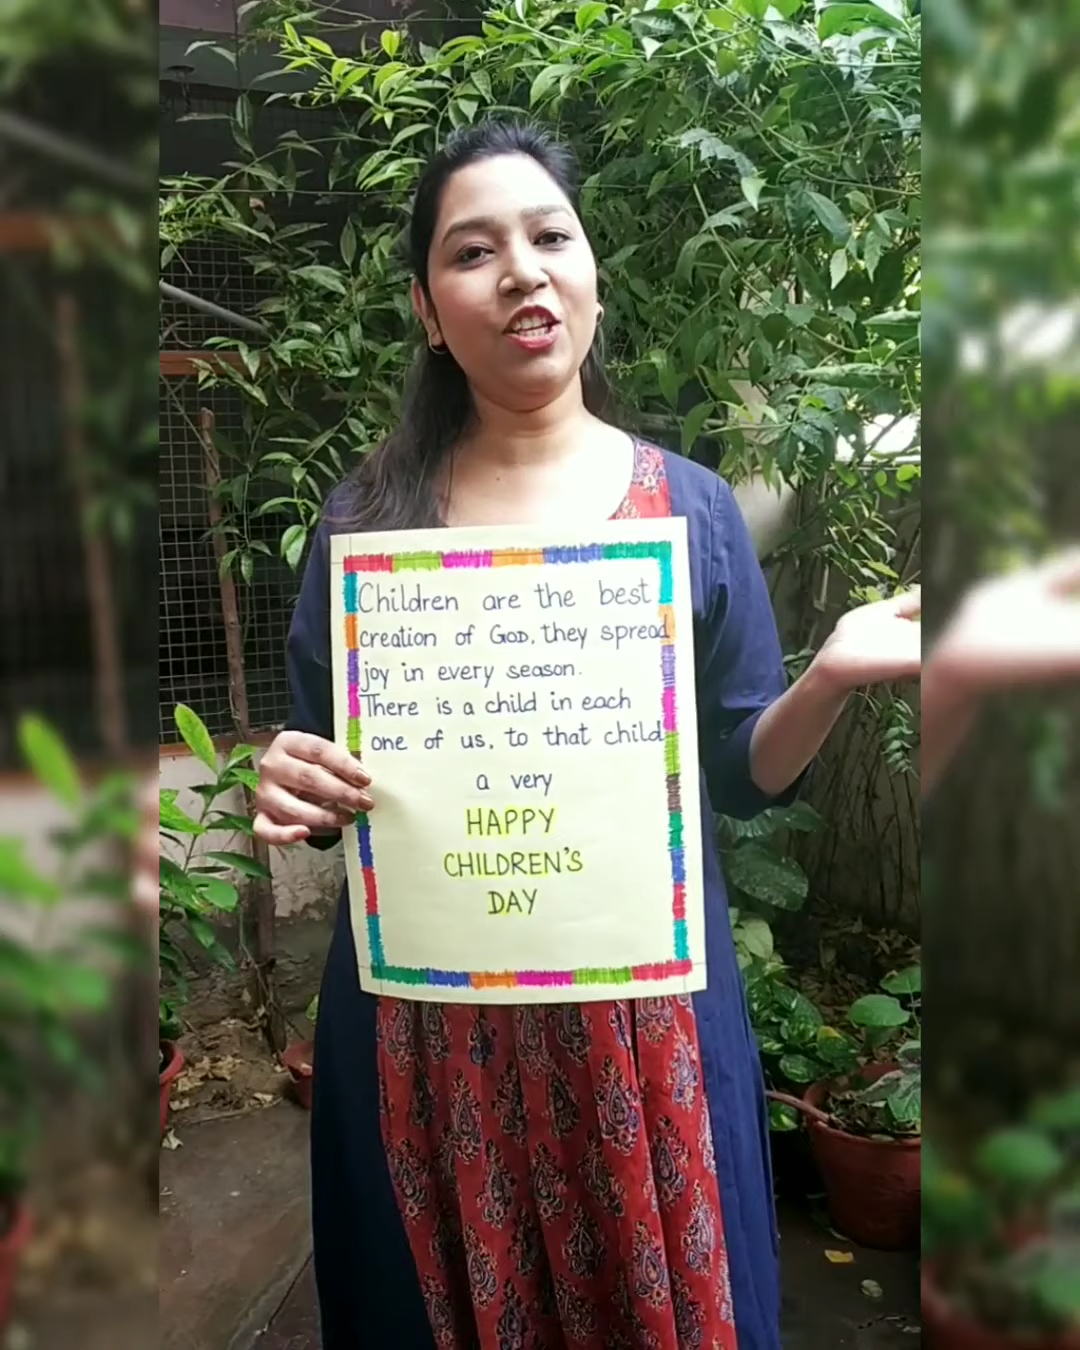 Children are the best
creation of GOD, they spread
joy in every season.
There is a child in each
one of us, to that child
a very
HAPPY
CHILDREN'S
DAY